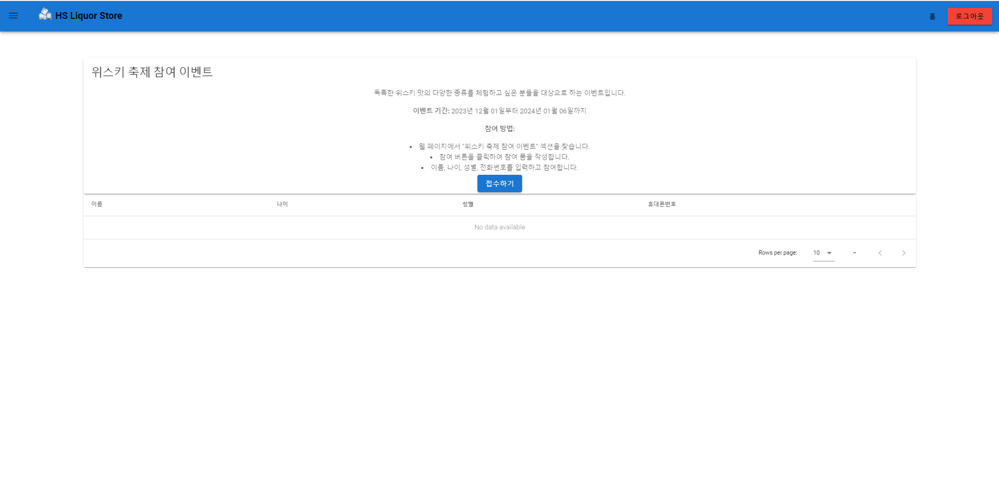 HS Liquor Store
홈
로그아웃
위스키 축제 참여 이벤트
독특한 위스키 맛의 다양한 종류를 체험하고 싶은 분들을 대상으로 하는 이벤트입니다.
이벤트 기간: 2023년 12월 01일부터 2024년 01월 06일까지
참여 방법:
• 웹 페이지에서 "위스키 축제 참여 이벤트" 섹션을 찾습니다.
• 참여 버튼을 클릭하여 참여 폼을 작성합니다.
• 이름, 나이, 성별, 전화번호를 입력하고 참여합니다.
접수하기
이름 나이 성별 휴대폰번호
No data available
Rows per page: 10 –